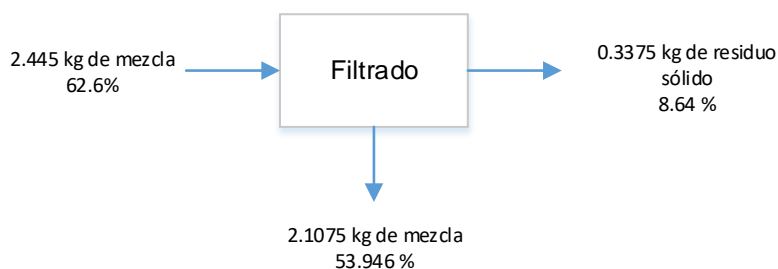 2.445 kg de mezcla
62.6%
Filtrado
0.3375 kg de residuo
sólido
8.64 %
2.1075 kg de mezcla
53.946 %